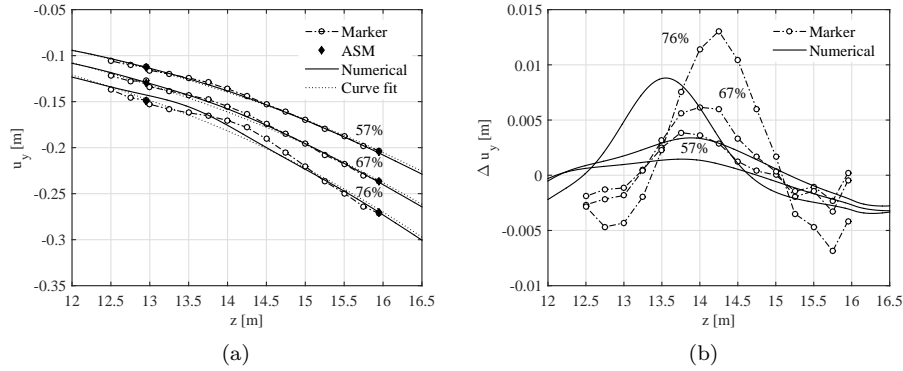 -0.05
-0.1
-0.15
-0.2
-0.25
-0.3
-0.35
u_y [m]
12 12.5 13 13.5 14 14.5 15 15.5 16 16.5
z [m]
Marker
ASM
Numerical
Curve fit
57%
67%
76%
(a)
0.015
0.01
0.005
0
-0.005
-0.01
Δ u_y [m]
12 12.5 13 13.5 14 14.5 15 15.5 16 16.5
z [m]
Marker
Numerical
76%
67%
57%
(b)